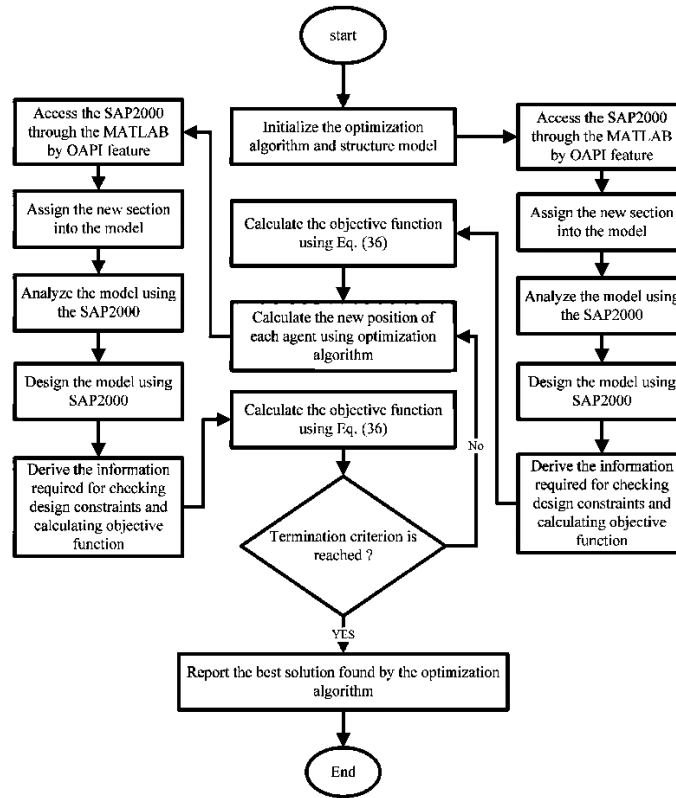 start
Initialize the optimization
algorithm and structure model
Access the SAP2000
through the MATLAB
by OAPI feature
Assign the new section
into the model
Analyze the model using
the SAP2000
Design the model using
SAP2000
Derive the information
required for checking
design constraints and
calculating objective
function
Calculate the objective function
using Eq. (36)
Calculate the new position of
each agent using optimization
algorithm
Access the SAP2000
through the MATLAB
by OAPI feature
Assign the new section
into the model
Analyze the model using
the SAP2000
Design the model using
SAP2000
Derive the information
required for checking
design constraints and
calculating objective
function
Calculate the objective function
using Eq. (36)
Termination criterion is
reached ?
No
YES
Report the best solution found by the optimization
algorithm
End